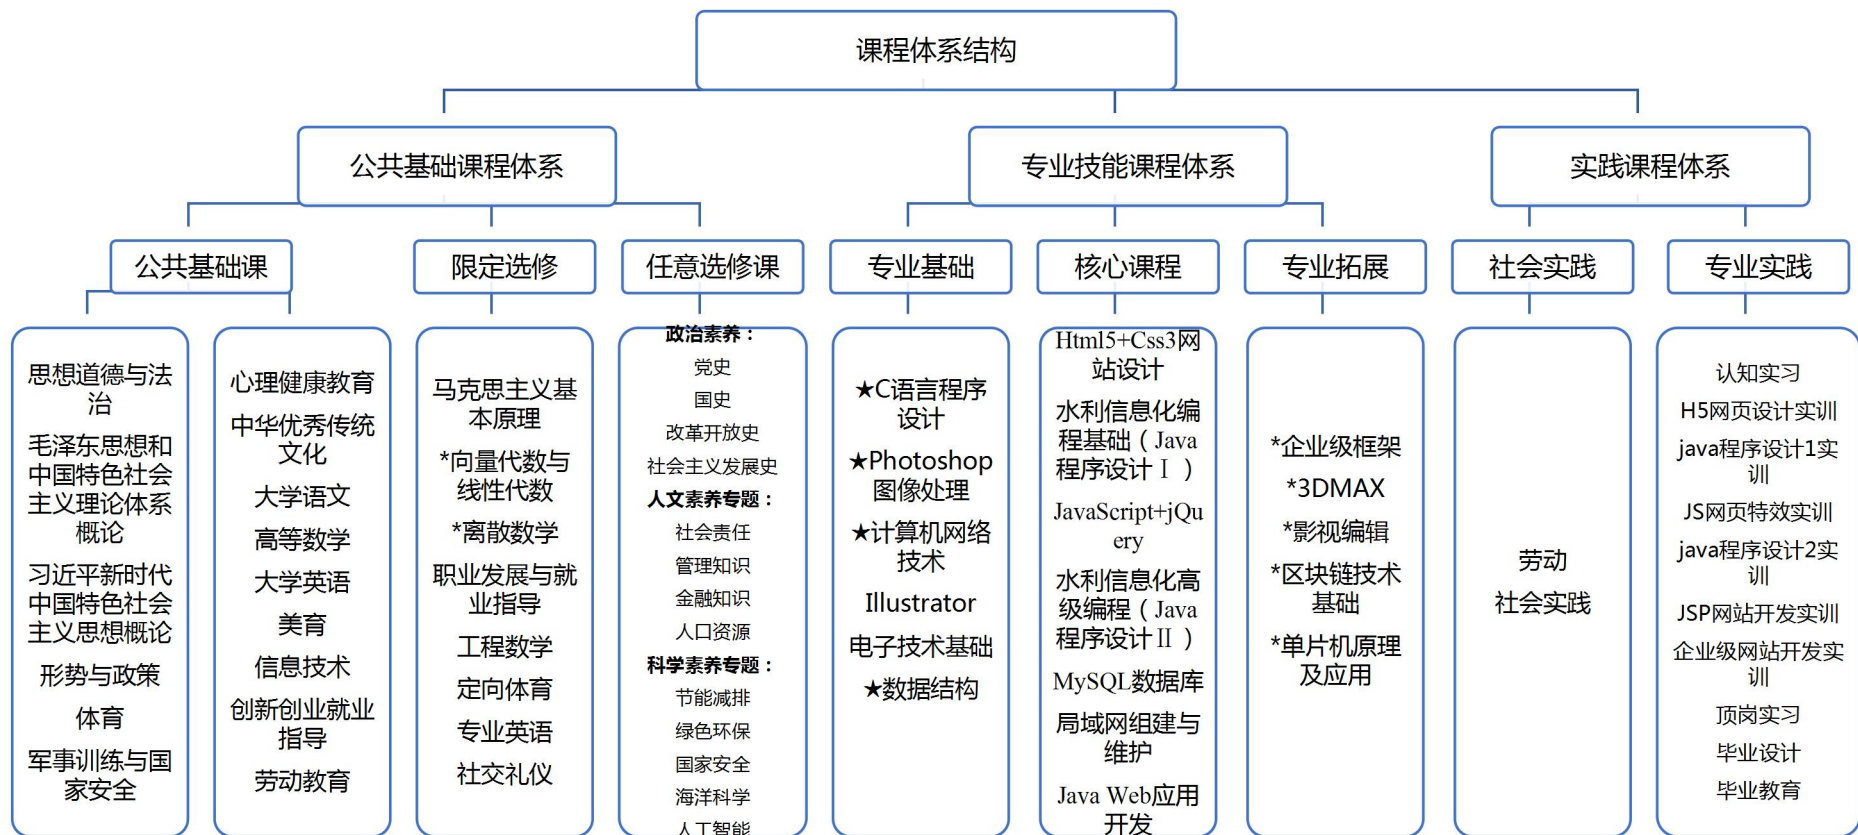 课程体系结构
公共基础课程体系
专业技能课程体系
实践课程体系
公共基础课
限定选修
任意选修课
专业基础
核心课程
专业拓展
社会实践
专业实践
思想道德与法
治
毛泽东思想和
中国特色社会
主义理论体系
概论
习近平新时代
中国特色社会
主义思想概论
形势与政策
体育
军事训练与国
家安全
心理健康教育
中华优秀传统
文化
大学语文
高等数学
大学英语
美育
信息技术
创新创业就业
指导
劳动教育
马克思主义基
本原理
*向量代数与
线性代数
*离散数学
职业发展与就
业指导
工程数学
定向体育
专业英语
社交礼仪
政治素养：
党史
国史
改革开放史
社会主义发展史
人文素养专题：
社会责任
管理知识
金融知识
人口资源
科学素养专题：
节能减排
绿色环保
国家安全
海洋科学
人工智能
★C语言程序
设计
★Photoshop
图像处理
★计算机网络
技术
Illustrator
电子技术基础
★数据结构
Html5+Css3网
站设计
水利信息化编
程基础（Java
程序设计Ⅰ）
JavaScript+jQu
ery
水利信息化高
级编程（Java
程序设计Ⅱ）
MySQL数据库
局域网组建与
维护
Java Web应用
开发
*企业级框架
*3DMAX
*影视编辑
*区块链技术
基础
*单片机原理
及应用
劳动
社会实践
认知实习
H5网页设计实训
java程序设计1实
训
JS网页特效实训
java程序设计2实
训
JSP网站开发实训
企业级网站开发实
训
顶岗实习
毕业设计
毕业教育